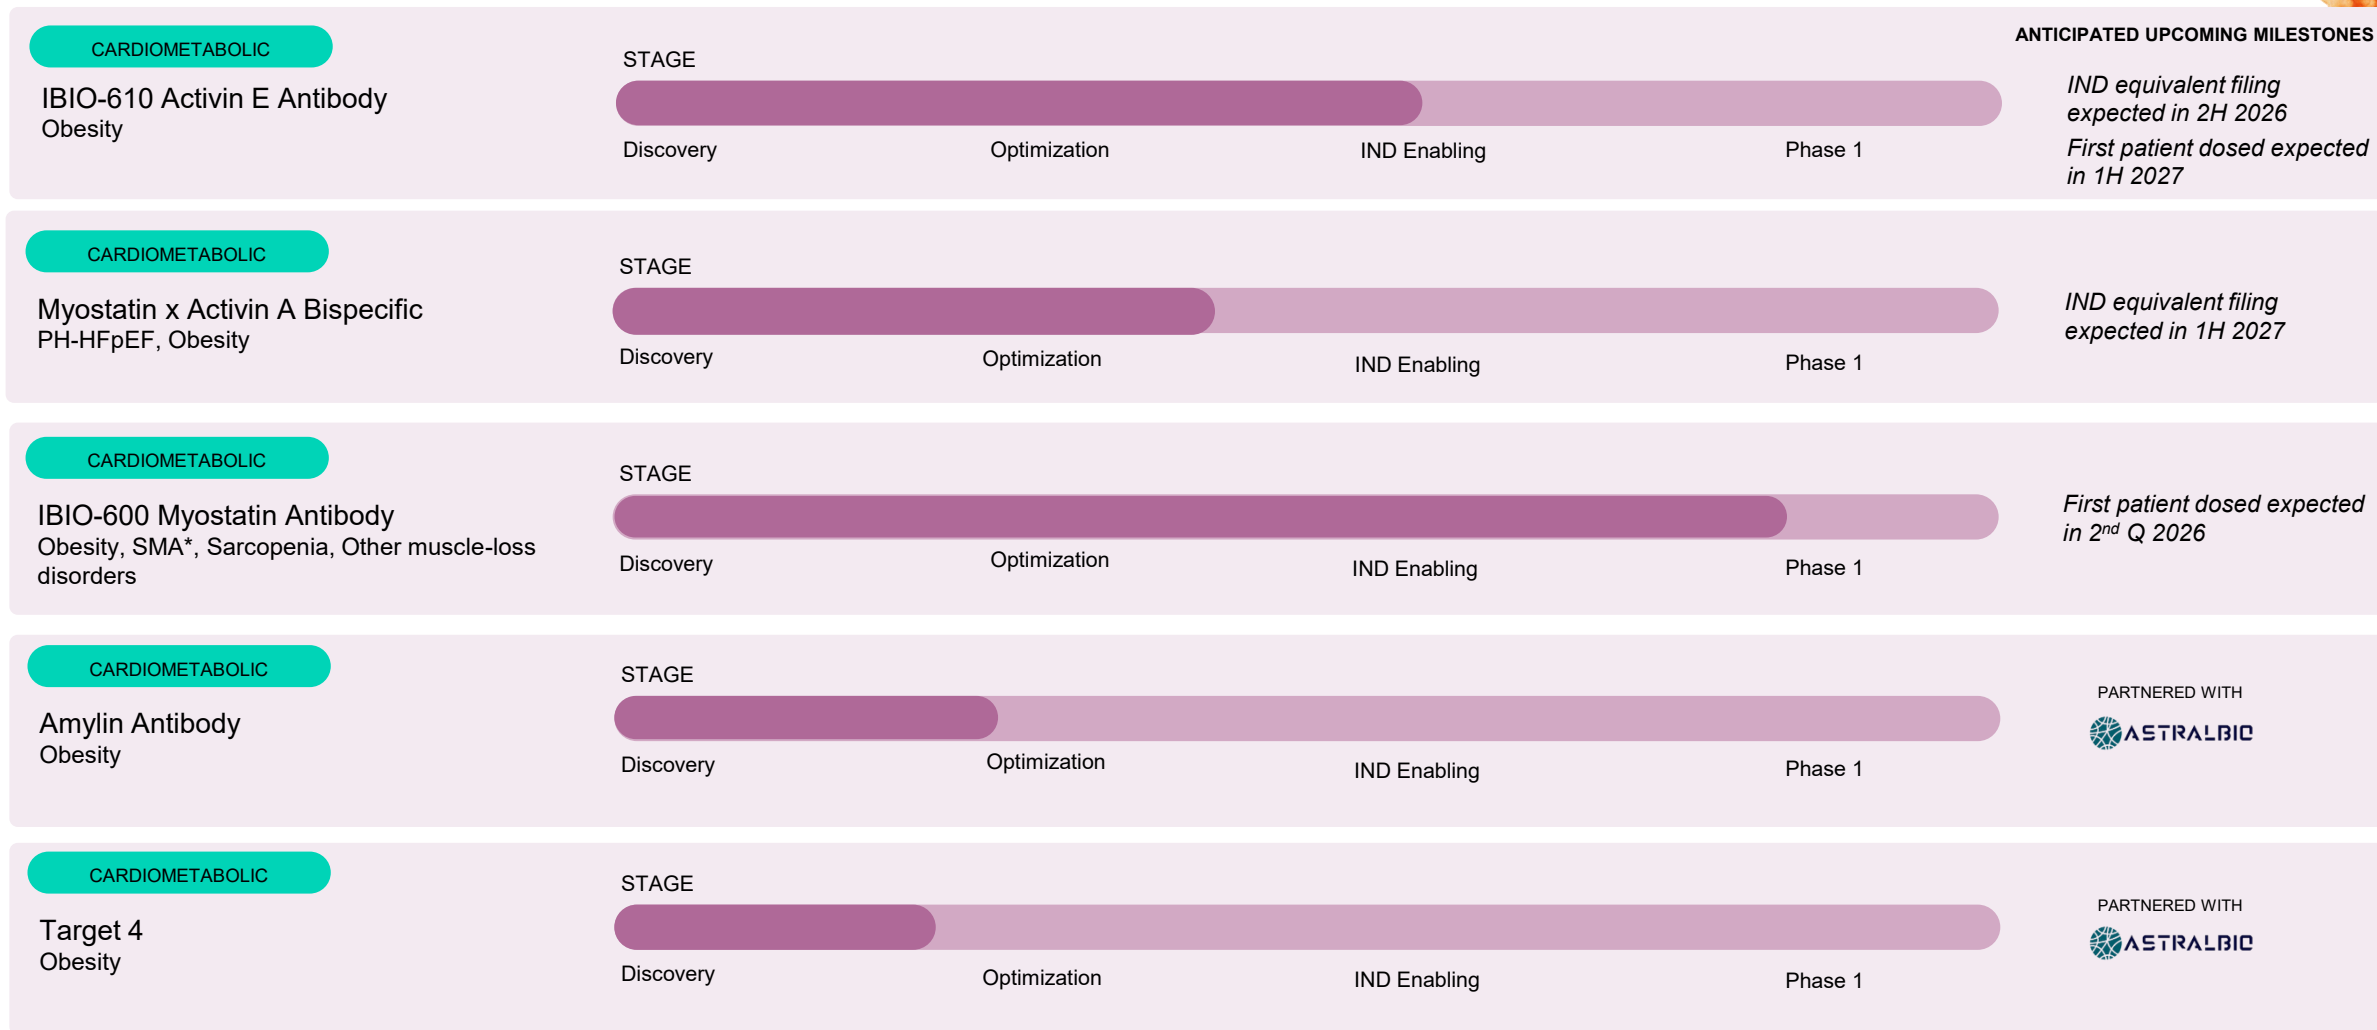 ANTICIPATED UPCOMING MILESTONES
CARDIOMETABOLIC
IBIO-610 Activin E Antibody
Obesity
STAGE
Discovery
Optimization
IND Enabling
Phase 1
IND equivalent filing
expected in 2H 2026
First patient dosed expected
in 1H 2027
CARDIOMETABOLIC
Myostatin x Activin A Bispecific
PH-HFpEF, Obesity
STAGE
Discovery
Optimization
IND Enabling
Phase 1
IND equivalent filing
expected in 1H 2027
CARDIOMETABOLIC
IBIO-600 Myostatin Antibody
Obesity, SMA*, Sarcopenia, Other muscle-loss
disorders
STAGE
Discovery
Optimization
IND Enabling
Phase 1
First patient dosed expected
in 2nd Q 2026
CARDIOMETABOLIC
Amylin Antibody
Obesity
STAGE
Discovery
Optimization
IND Enabling
Phase 1
PARTNERED WITH
ASTRALBIO
CARDIOMETABOLIC
Target 4
Obesity
STAGE
Discovery
Optimization
IND Enabling
Phase 1
PARTNERED WITH
ASTRALBIO